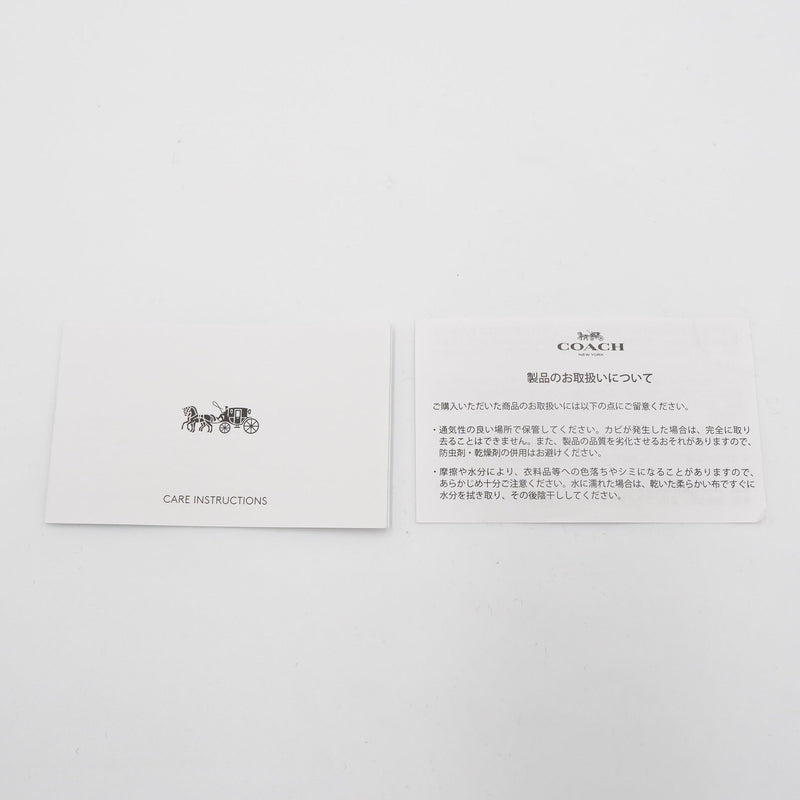 CARE INSTRUCTIONS
COACH
NEW YORK
製品のお取扱いについて
ご購入いただいた商品のお取扱いには以下の点にご留意ください。
・通気性の良い場所で保管してください。カビが発生した場合は、完全に取り
去ることはできません。また、製品の品質を劣化させるおそれがありますので、
防虫剤・乾燥剤の併用はお避けください。
・摩擦や水分により、衣料品等への色落ちやシミになることがありますので、
あらかじめ十分ご注意ください。水に濡れた場合は、乾いた柔らかい布ですぐに
水分を拭き取り、その後陰干ししてください。